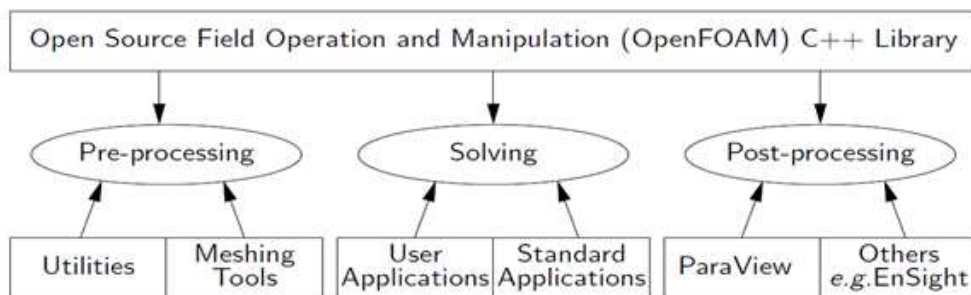 Open Source Field Operation and Manipulation (OpenFOAM) C++ Library
Pre-processing
Solving
Post-processing
Utilities
Meshing
Tools
User
Applications
Standard
Applications
ParaView
Others
e.g.EnSight